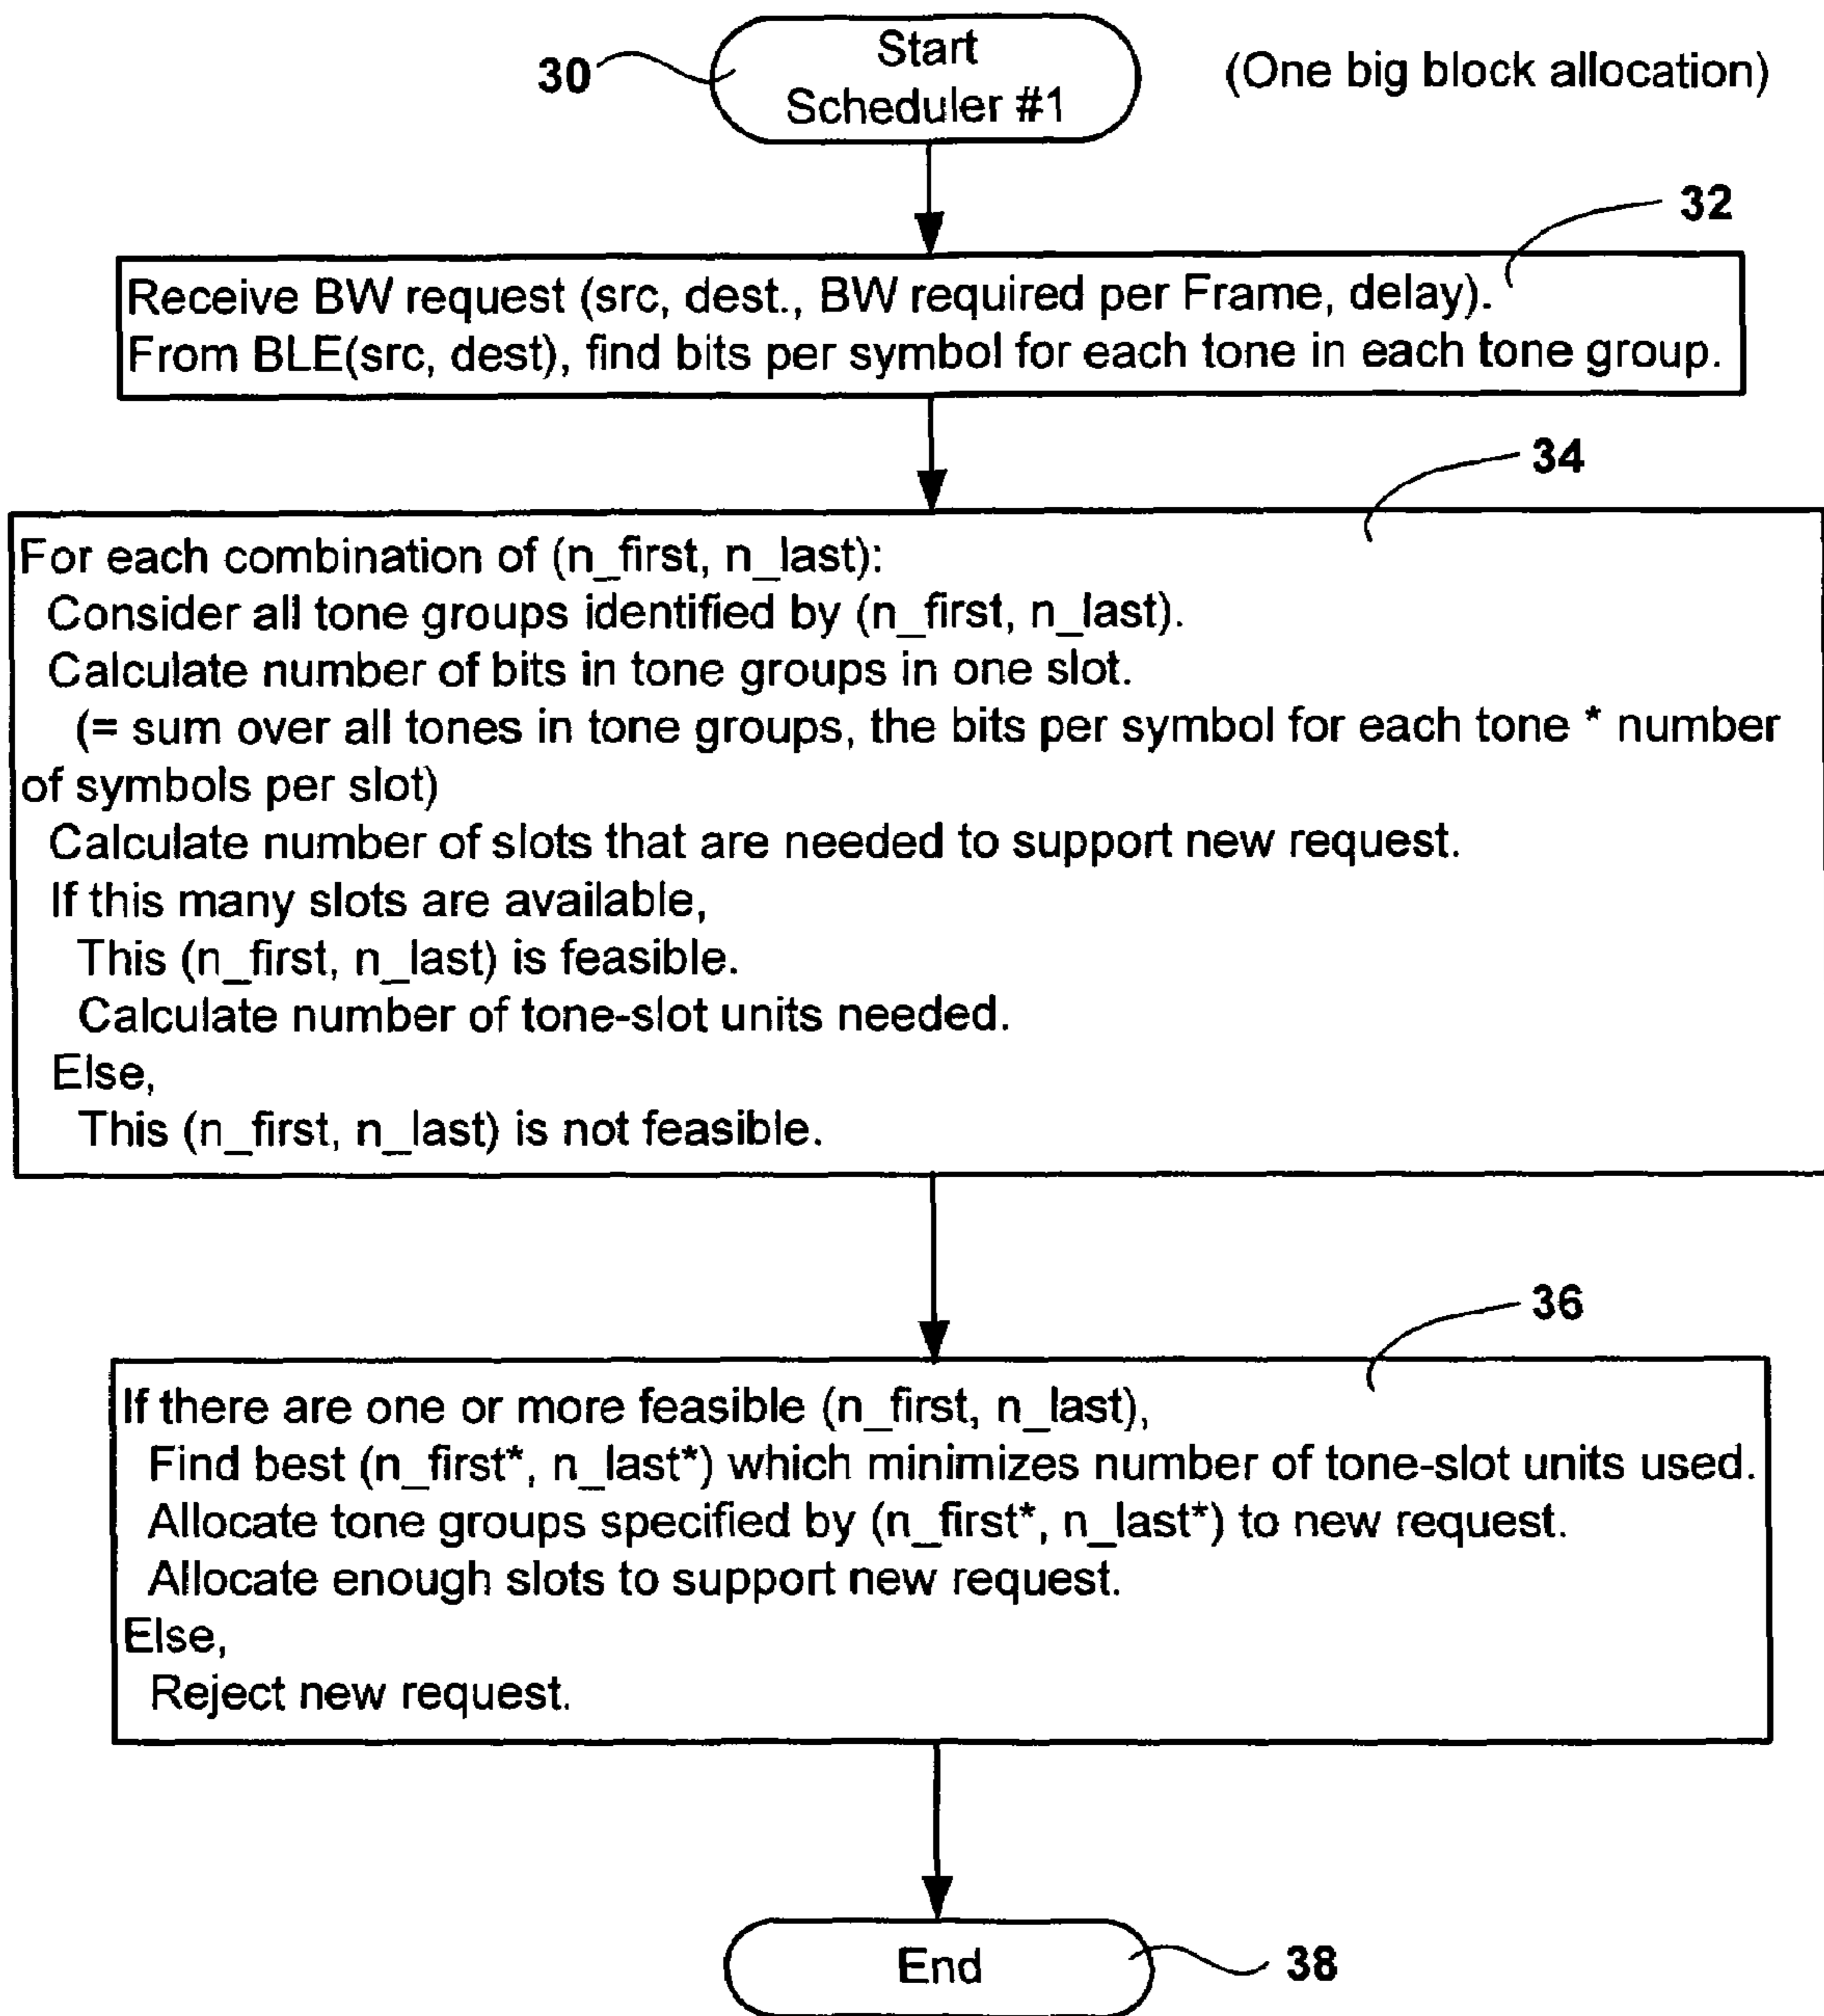 30
Start
Scheduler #1
(One big block allocation)
32
Receive BW request (src, dest., BW required per Frame, delay).
From BLE(src, dest), find bits per symbol for each tone in each tone group.
34
For each combination of (n_first, n_last):
Consider all tone groups identified by (n_first, n_last).
Calculate number of bits in tone groups in one slot.
(= sum over all tones in tone groups, the bits per symbol for each tone * number
of symbols per slot)
Calculate number of slots that are needed to support new request.
If this many slots are available,
This (n_first, n_last) is feasible.
Calculate number of tone-slot units needed.
Else,
This (n_first, n_last) is not feasible.
36
If there are one or more feasible (n_first, n_last),
Find best (n_first*, n_last*) which minimizes number of tone-slot units used.
Allocate tone groups specified by (n_first*, n_last*) to new request.
Allocate enough slots to support new request.
Else,
Reject new request.
End
38